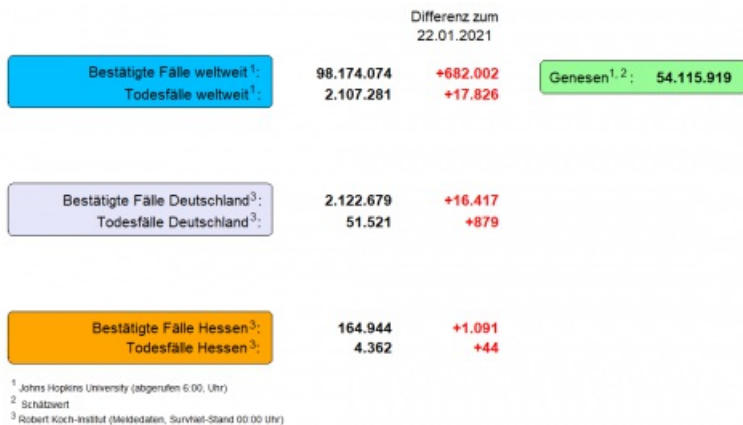 Differenz zum
22.01.2021
Bestätigte Fälle weltweit¹: 98.174.074 +682.002 Genesen¹,²: 54.115.919
Todesfälle weltweit¹: 2.107.281 +17.826
Bestätigte Fälle Deutschland³: 2.122.679 +16.417
Todesfälle Deutschland³: 51.521 +879
Bestätigte Fälle Hessen³: 164.944 +1.091
Todesfälle Hessen³: 4.362 +44
¹ Johns Hopkins University (abgerufen 6:00, Uhr)
² Schätzwert
³ Robert Koch-Institut (Meldedaten, SurvNet-Stand 00:00 Uhr)